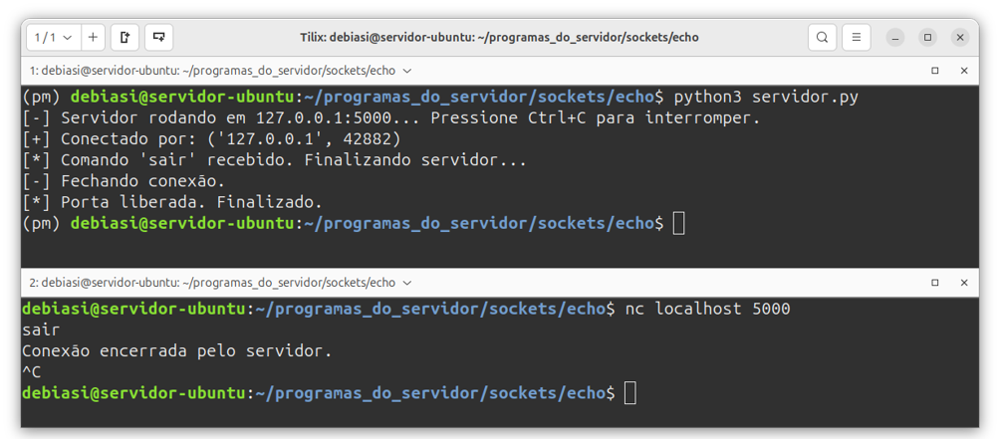 1 / 1
Tilix: debiasi@servidor-ubuntu: ~/programas_do_servidor/sockets/echo
1: debiasi@servidor-ubuntu: ~/programas_do_servidor/sockets/echo
(pm) debiasi@servidor-ubuntu:~/programas_do_servidor/sockets/echo$ python3 servidor.py
[-] Servidor rodando em 127.0.0.1:5000... Pressione Ctrl+C para interromper.
[+] Conectado por: ('127.0.0.1', 42882)
[*] Comando 'sair' recebido. Finalizando servidor...
[-] Fechando conexão.
[*] Porta liberada. Finalizado.
(pm) debiasi@servidor-ubuntu:~/programas_do_servidor/sockets/echo$
2: debiasi@servidor-ubuntu: ~/programas_do_servidor/sockets/echo
debiasi@servidor-ubuntu:~/programas_do_servidor/sockets/echo$ nc localhost 5000
sair
Conexão encerrada pelo servidor.
^C
debiasi@servidor-ubuntu:~/programas_do_servidor/sockets/echo$